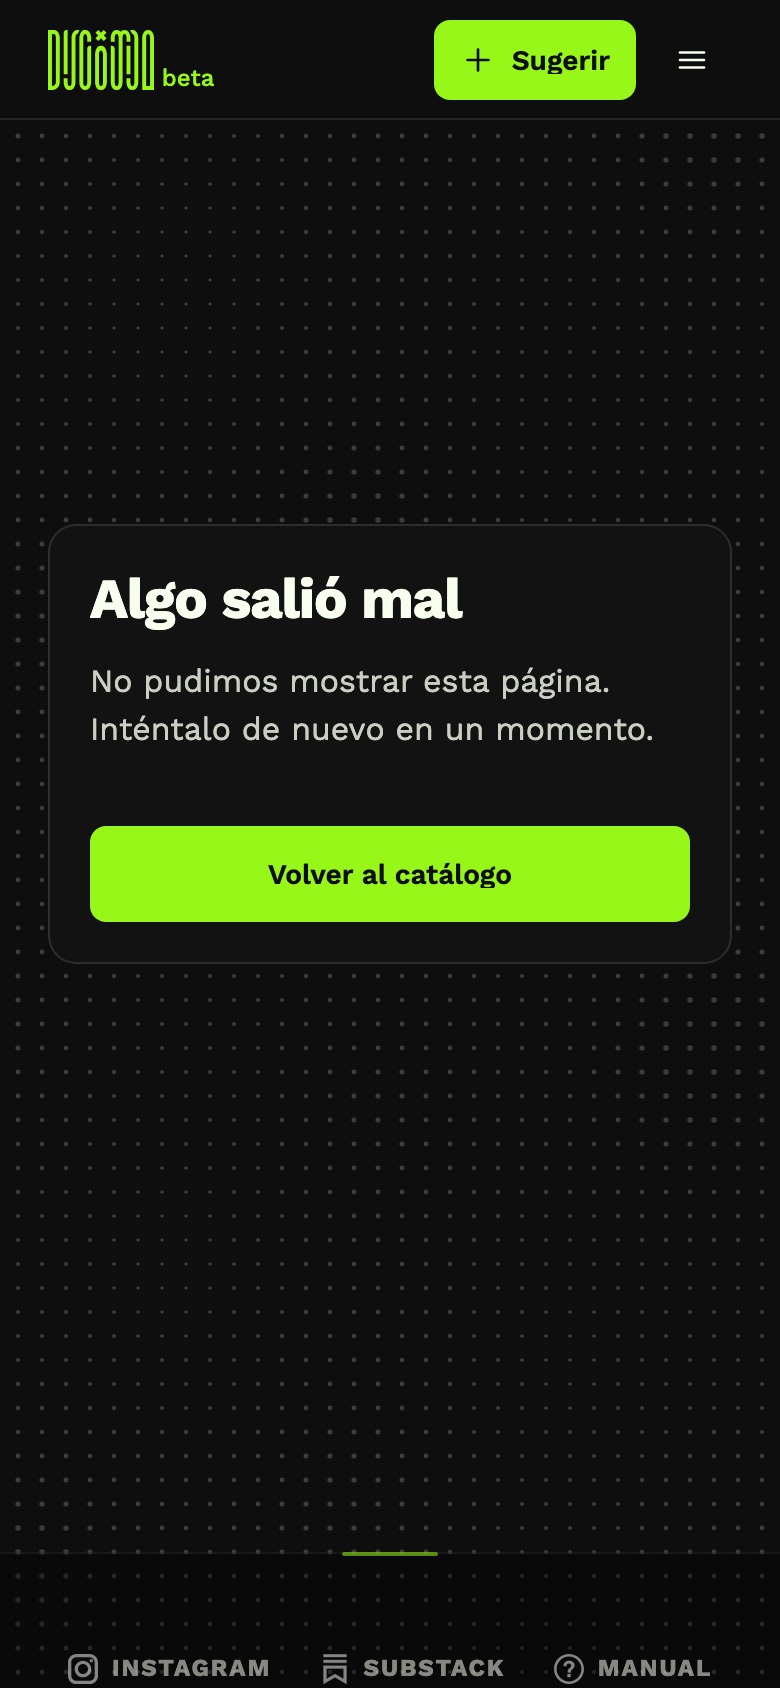 beta
Sugerir
Algo salió mal
No pudimos mostrar esta página.
Inténtalo de nuevo en un momento.
Volver al catálogo
INSTAGRAM
SUBSTACK
MANUAL